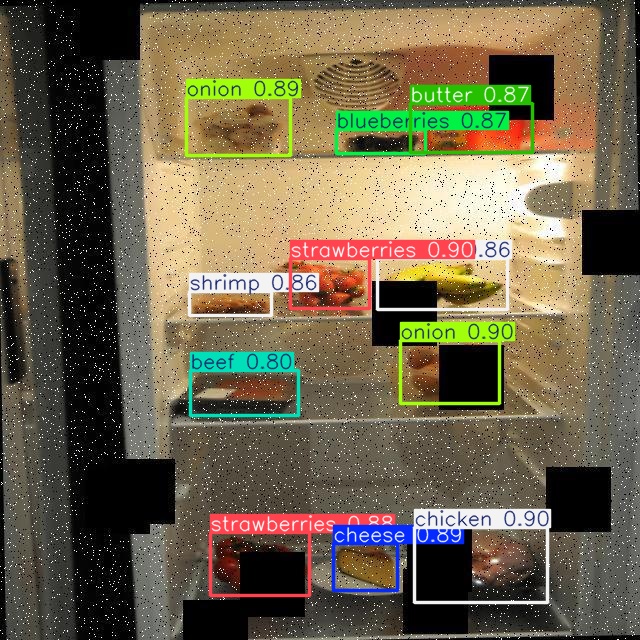 onion 0.89
butter 0.87
blueberries 0.87
strawberries 0.90
.86
shrimp 0.86
onion 0.90
beef 0.80
strawberries 0.88
chicken 0.90
cheese 0.89